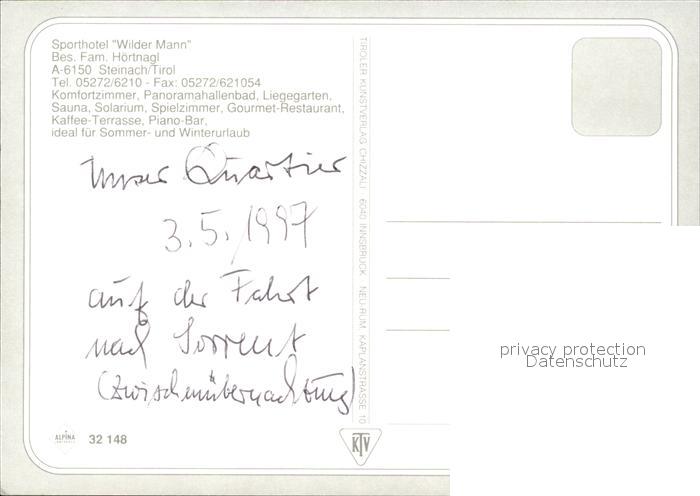 Sporthotel "Wilder Mann"
Bes. Fam. Hörtnagl
A-6150 Steinach/Tirol
Tel. 05272/6210 - Fax: 05272/621054
Komfortzimmer, Panoramahallenbad, Liegegarten,
Sauna, Solarium, Spielzimmer, Gourmet-Restaurant,
Kaffee-Terrasse, Piano-Bar,
ideal für Sommer- und Winterurlaub
Unser Quartier
3.5.1997
auf der Fahrt
nach Sorrent
(Zwischenübernachtung)
ALPINA
32 148
TIROLER KUNSTVERLAG CHIZZALI 6040 INNSBRUCK NEU-RUM KAPLANSTRASSE 10
KTV
privacy protection
Datenschutz